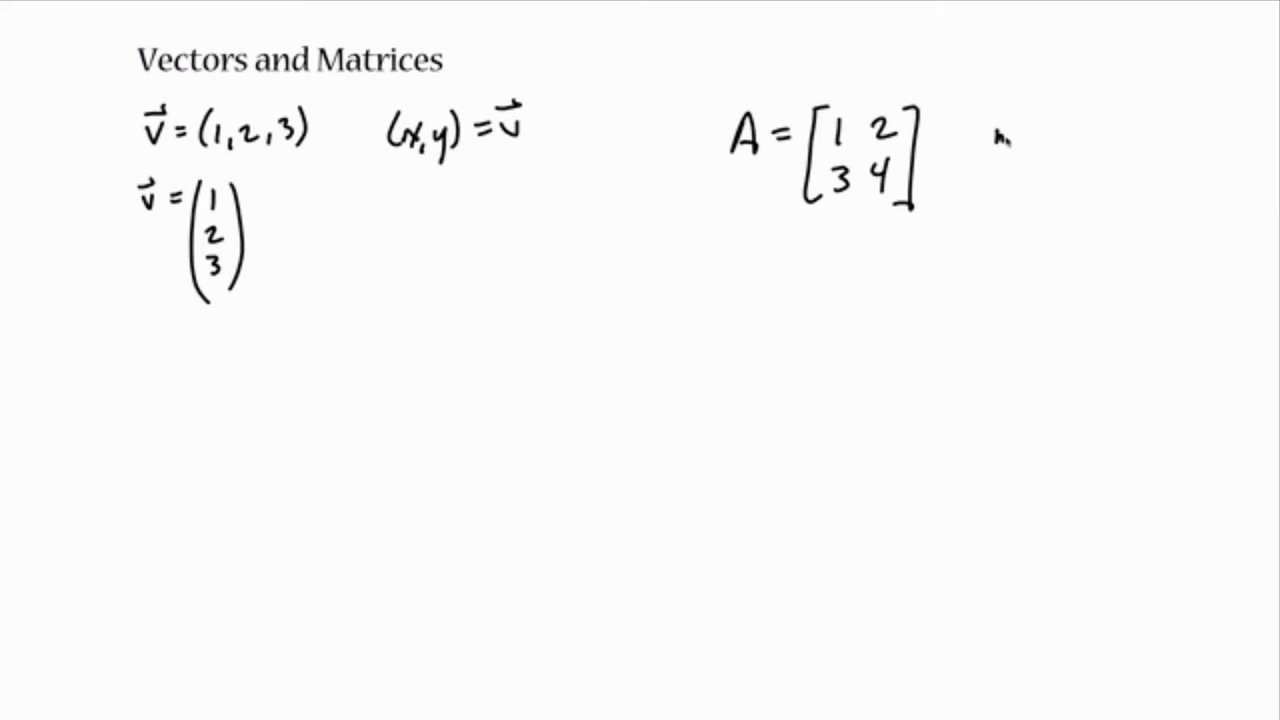 Vectors and Matrices
v⃗ = (1, 2, 3)
(x, y) = v⃗
v⃗ = (1
2
3)
A = [1 2
3 4]